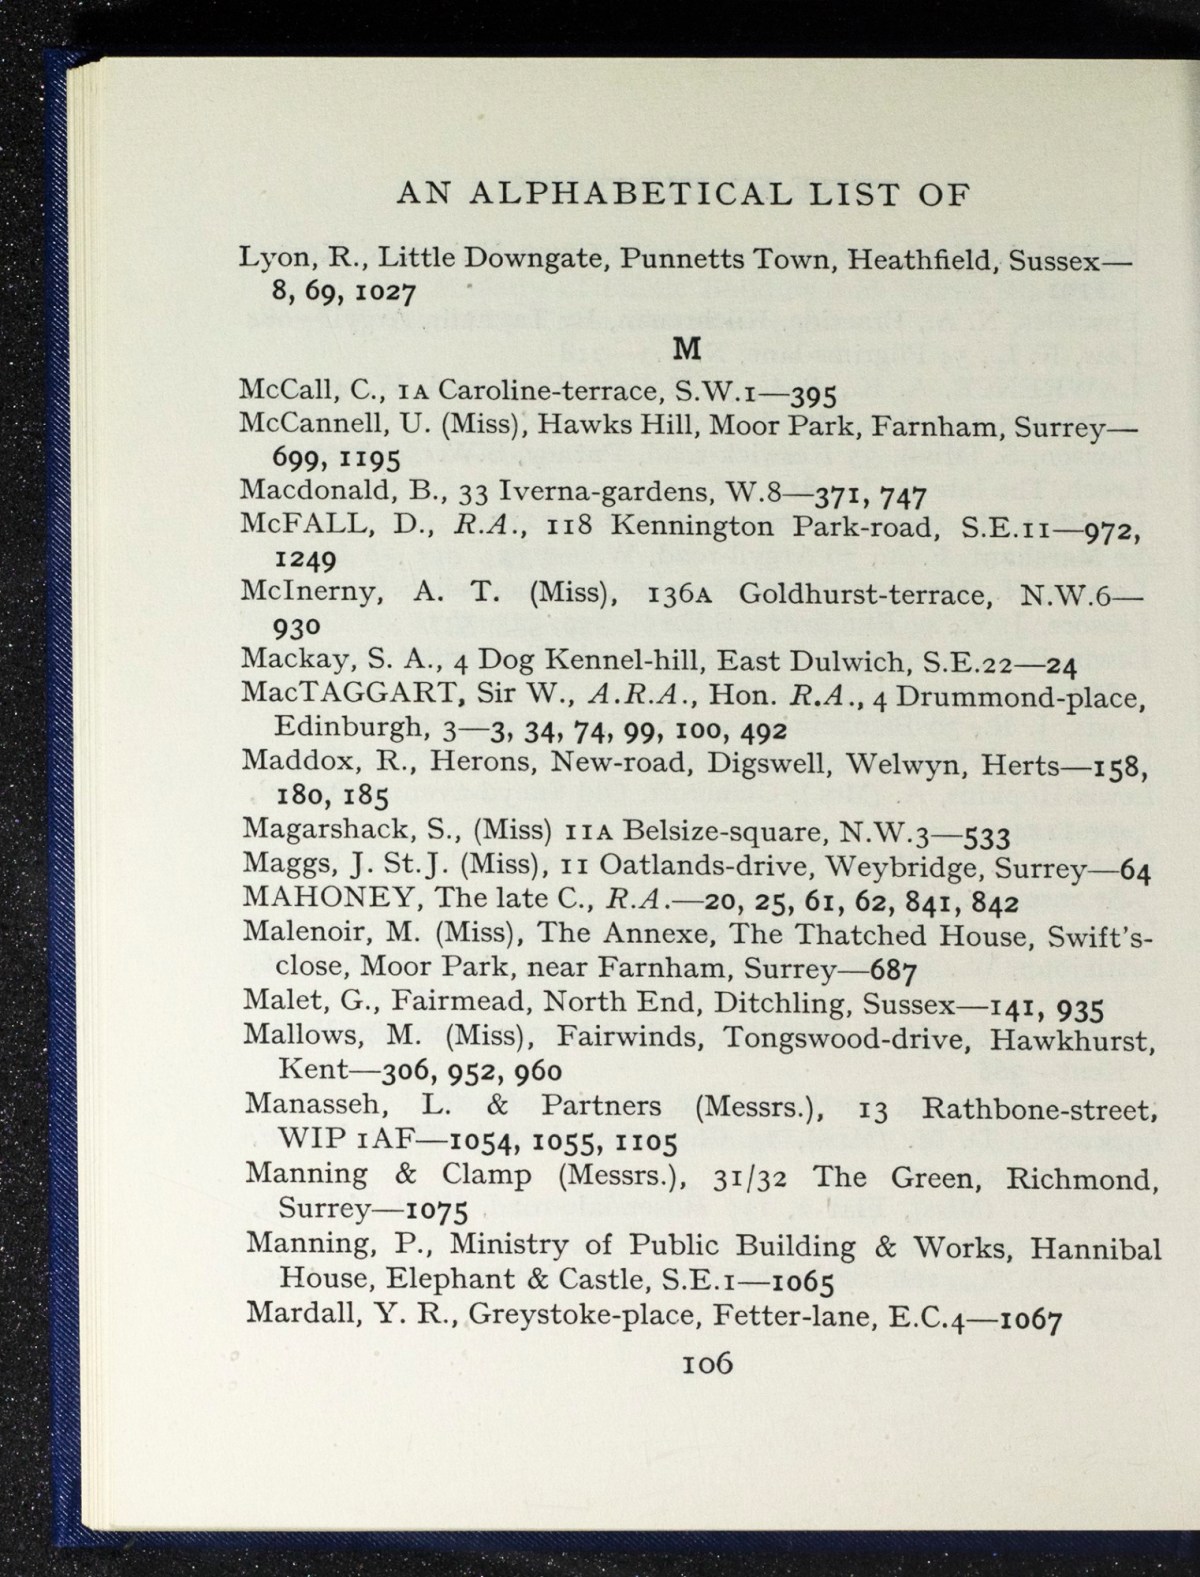 AN ALPHABETICAL LIST OF
Lyon, R., Little Downgate, Punnetts Town, Heathfield, Sussex—
8, 69, 1027
M
McCall, C., 1A Caroline-terrace, S.W.1—395
McCannell, U. (Miss), Hawks Hill, Moor Park, Farnham, Surrey—
699, 1195
Macdonald, B., 33 Iverna-gardens, W.8—371, 747
McFALL, D., R.A., 118 Kennington Park-road, S.E.11—972,
1249
McInerny, A. T. (Miss), 136A Goldhurst-terrace, N.W.6—
930
Mackay, S. A., 4 Dog Kennel-hill, East Dulwich, S.E.22—24
MacTAGGART, Sir W., A.R.A., Hon. R.A., 4 Drummond-place,
Edinburgh, 3—3, 34, 74, 99, 100, 492
Maddox, R., Herons, New-road, Digswell, Welwyn, Herts—158,
180, 185
Magarshack, S., (Miss) 11A Belsize-square, N.W.3—533
Maggs, J. St.J. (Miss), 11 Oatlands-drive, Weybridge, Surrey—64
MAHONEY, The late C., R.A.—20, 25, 61, 62, 841, 842
Malenoir, M. (Miss), The Annexe, The Thatched House, Swift's-
close, Moor Park, near Farnham, Surrey—687
Malet, G., Fairmead, North End, Ditchling, Sussex—141, 935
Mallows, M. (Miss), Fairwinds, Tongswood-drive, Hawkhurst,
Kent—306, 952, 960
Manasseh, L. & Partners (Messrs.), 13 Rathbone-street,
WIP 1AF—1054, 1055, 1105
Manning & Clamp (Messrs.), 31/32 The Green, Richmond,
Surrey—1075
Manning, P., Ministry of Public Building & Works, Hannibal
House, Elephant & Castle, S.E.1—1065
Mardall, Y. R., Greystoke-place, Fetter-lane, E.C.4—1067
106